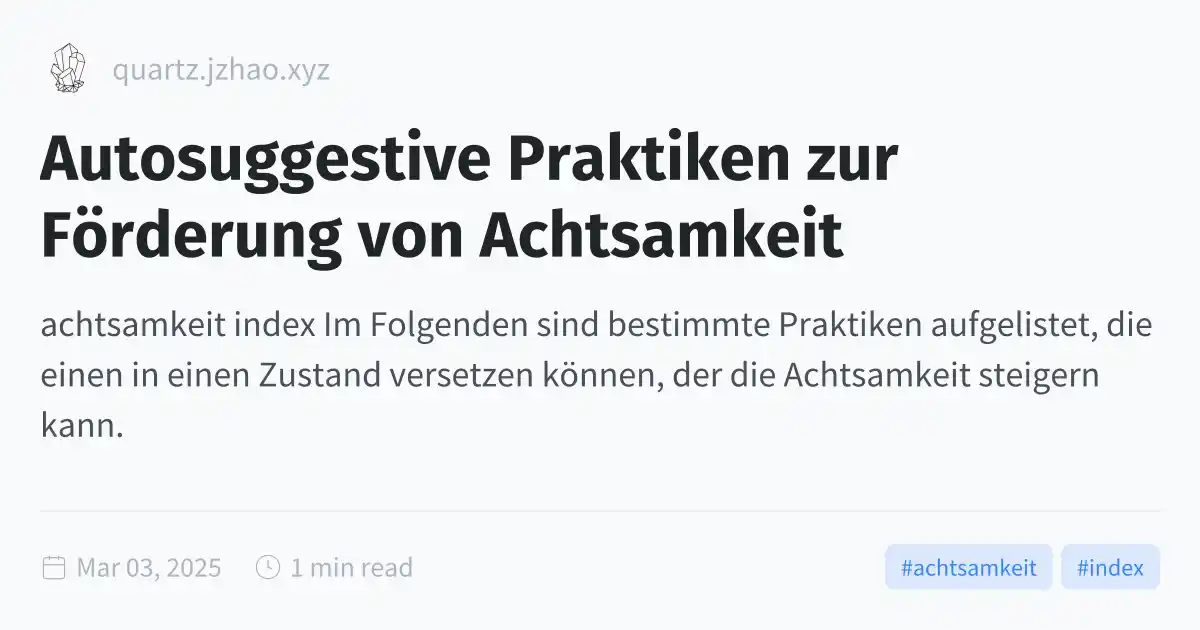 quartz.jzhao.xyz
Autosuggestive Praktiken zur
Förderung von Achtsamkeit
achtsamkeit index Im Folgenden sind bestimmte Praktiken aufgelistet, die
einen in einen Zustand versetzen können, der die Achtsamkeit steigern
kann.
Mar 03, 2025 1 min read #achtsamkeit #index